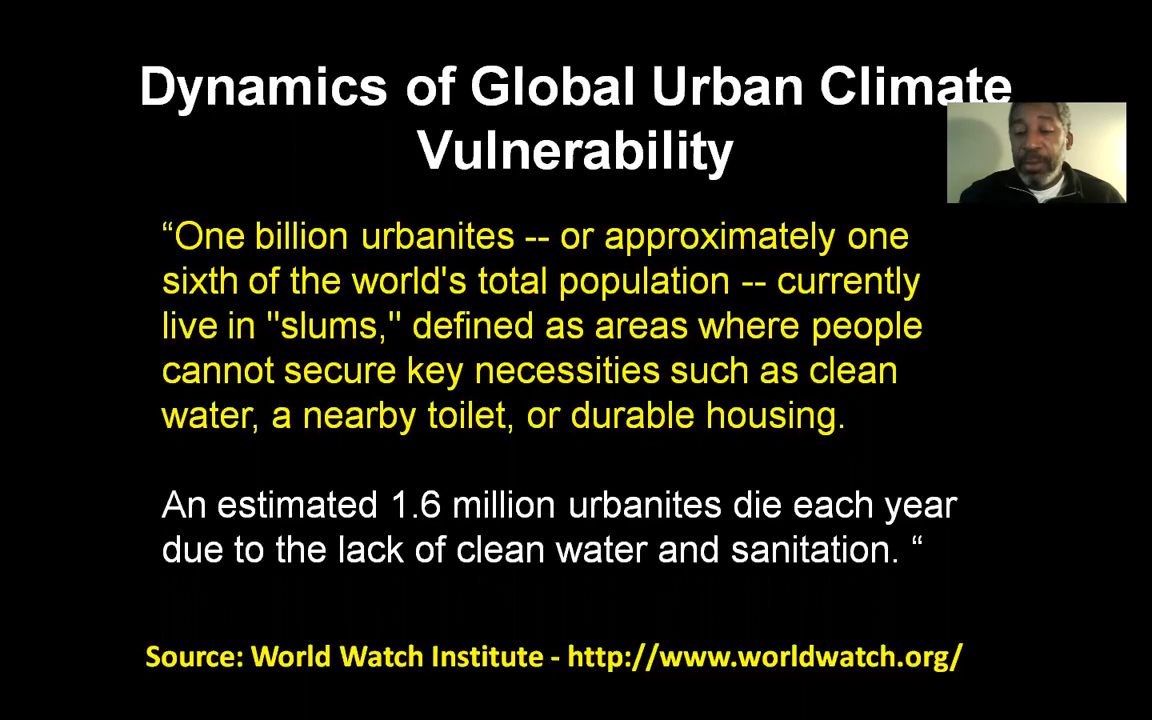 Dynamics of Global Urban Climate
Vulnerability
“One billion urbanites -- or approximately one
sixth of the world's total population -- currently
live in "slums," defined as areas where people
cannot secure key necessities such as clean
water, a nearby toilet, or durable housing.
An estimated 1.6 million urbanites die each year
due to the lack of clean water and sanitation. “
Source: World Watch Institute - http://www.worldwatch.org/